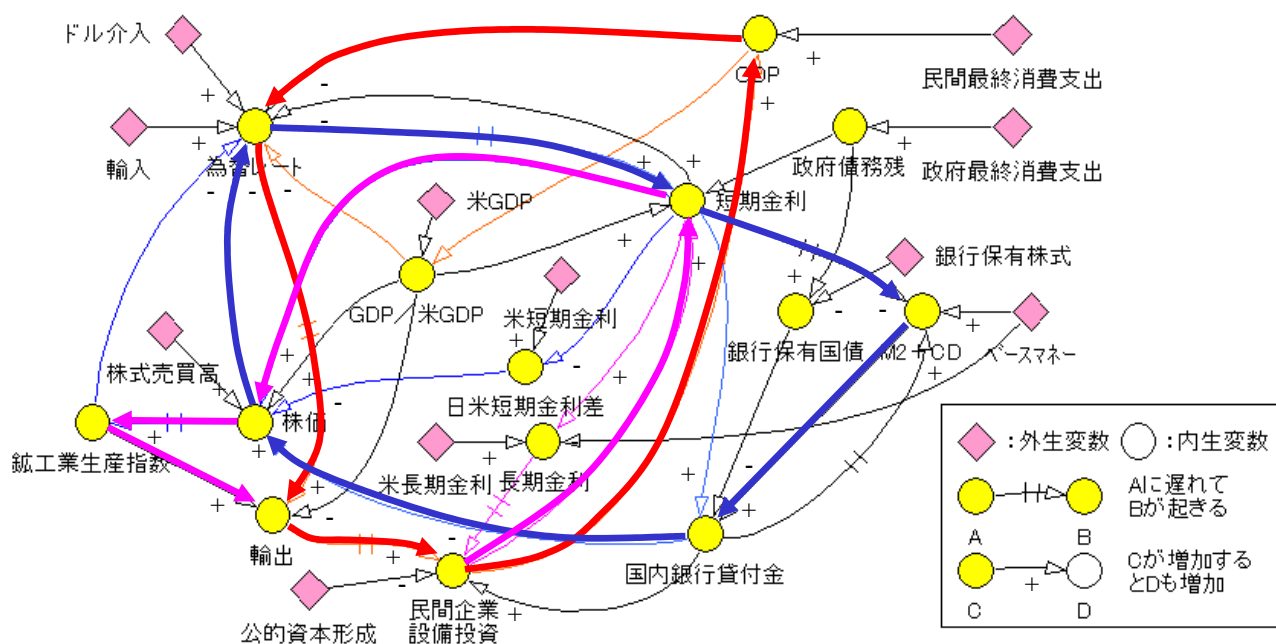 ドル介入
GDP
民間最終消費支出
輸入
為替レート
政府債務残
政府最終消費支出
米GDP
短期金利
銀行保有株式
GDP/米GDP
米短期金利
銀行保有国債
M2+CD
ベースマネー
株式売買高
日米短期金利差
株価
鉱工業生産指数
米長期金利
長期金利
輸出
国内銀行貸付金
民間企業
設備投資
公的資本形成
:外生変数
:内生変数
Aに遅れて
Bが起きる
A
B
Cが増加する
とDも増加
+
C
D